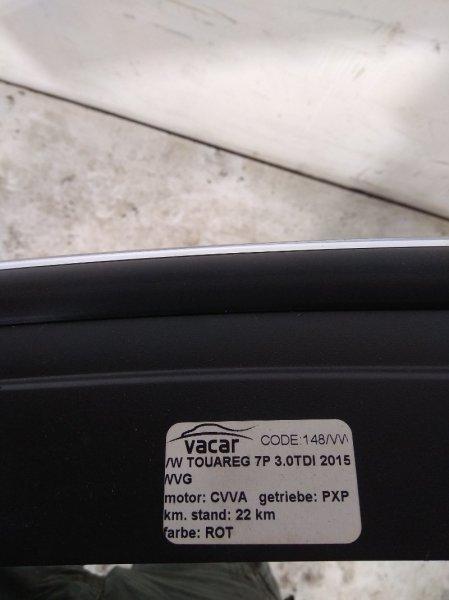 vacar CODE:148/VW
VW TOUAREG 7P 3.0TDI 2015
WVG
motor: CVVA getriebe: PXP
km. stand: 22 km
farbe: ROT